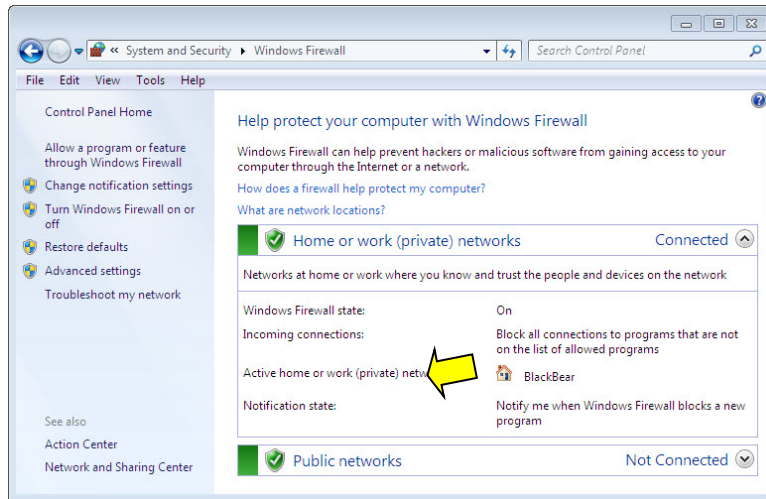 « System and Security ▸ Windows Firewall
Search Control Panel
File Edit View Tools Help
Control Panel Home
Allow a program or feature
through Windows Firewall
Change notification settings
Turn Windows Firewall on or
off
Restore defaults
Advanced settings
Troubleshoot my network
See also
Action Center
Network and Sharing Center
Help protect your computer with Windows Firewall
Windows Firewall can help prevent hackers or malicious software from gaining access to your
computer through the Internet or a network.
How does a firewall help protect my computer?
What are network locations?
Home or work (private) networks Connected
Networks at home or work where you know and trust the people and devices on the network
Windows Firewall state: On
Incoming connections: Block all connections to programs that are not
on the list of allowed programs
Active home or work (private) netw BlackBear
Notification state: Notify me when Windows Firewall blocks a new
program
Public networks Not Connected